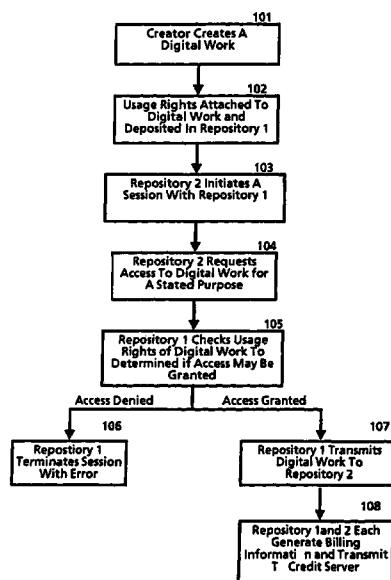 101
Creator Creates A
Digital Work
102
Usage Rights Attached To
Digital Work and
Deposited In Repository 1
103
Repository 2 Initiates A
Session With Repository 1
104
Repository 2 Requests
Access To Digital Work for
A Stated Purpose
105
Repository 1 Checks Usage
Rights of Digital Work To
Determined if Access May Be
Granted
Access Denied
Access Granted
106
Repostiory 1
Terminates Session
With Error
107
Repository 1 Transmits
Digital Work To
Repository 2
108
Repository 1and 2 Each
Generate Billing
Informati n and Transmit
T Credit Server